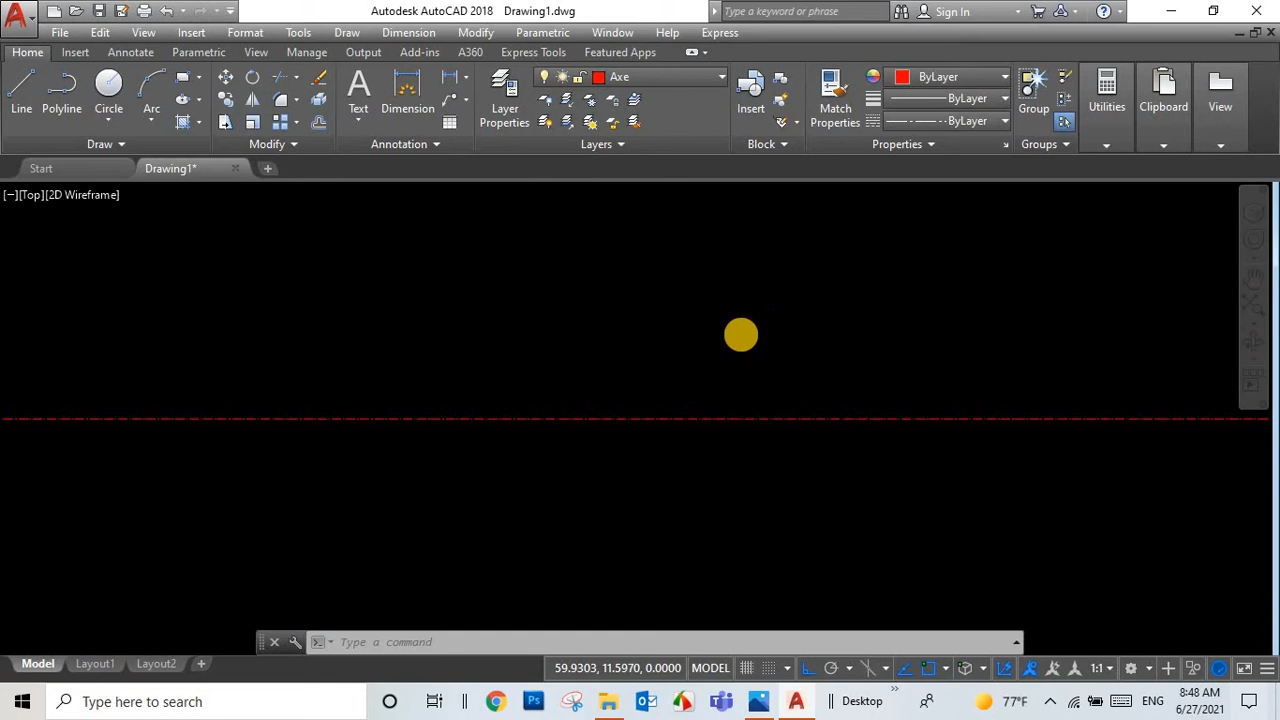 Autodesk AutoCAD 2018 Drawing1.dwg
Type a keyword or phrase
Sign In
File Edit View Insert Format Tools Draw Dimension Modify Parametric Window Help Express
Home Insert Annotate Parametric View Manage Output Add-ins A360 Express Tools Featured Apps
Axe
ByLayer
Line Polyline Circle Arc
Text Dimension
Layer Properties
Insert
Match Properties
ByLayer
ByLayer
Group
Utilities
Clipboard
View
Draw Modify Annotation Layers Block Properties Groups
Start Drawing1*
[−][Top][2D Wireframe]
Type a command
Model Layout1 Layout2
59.9303, 11.5970, 0.0000 MODEL
1:1
Type here to search
Ps
Desktop
77°F
ENG
8:48 AM
6/27/2021